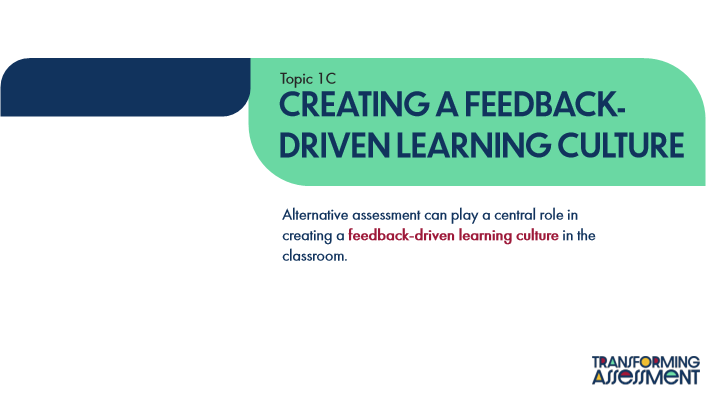 Topic 1C
CREATING A FEEDBACK-
DRIVEN LEARNING CULTURE
Alternative assessment can play a central role in
creating a feedback-driven learning culture in the
classroom.
TRANSFORMING
ASSESSMENT